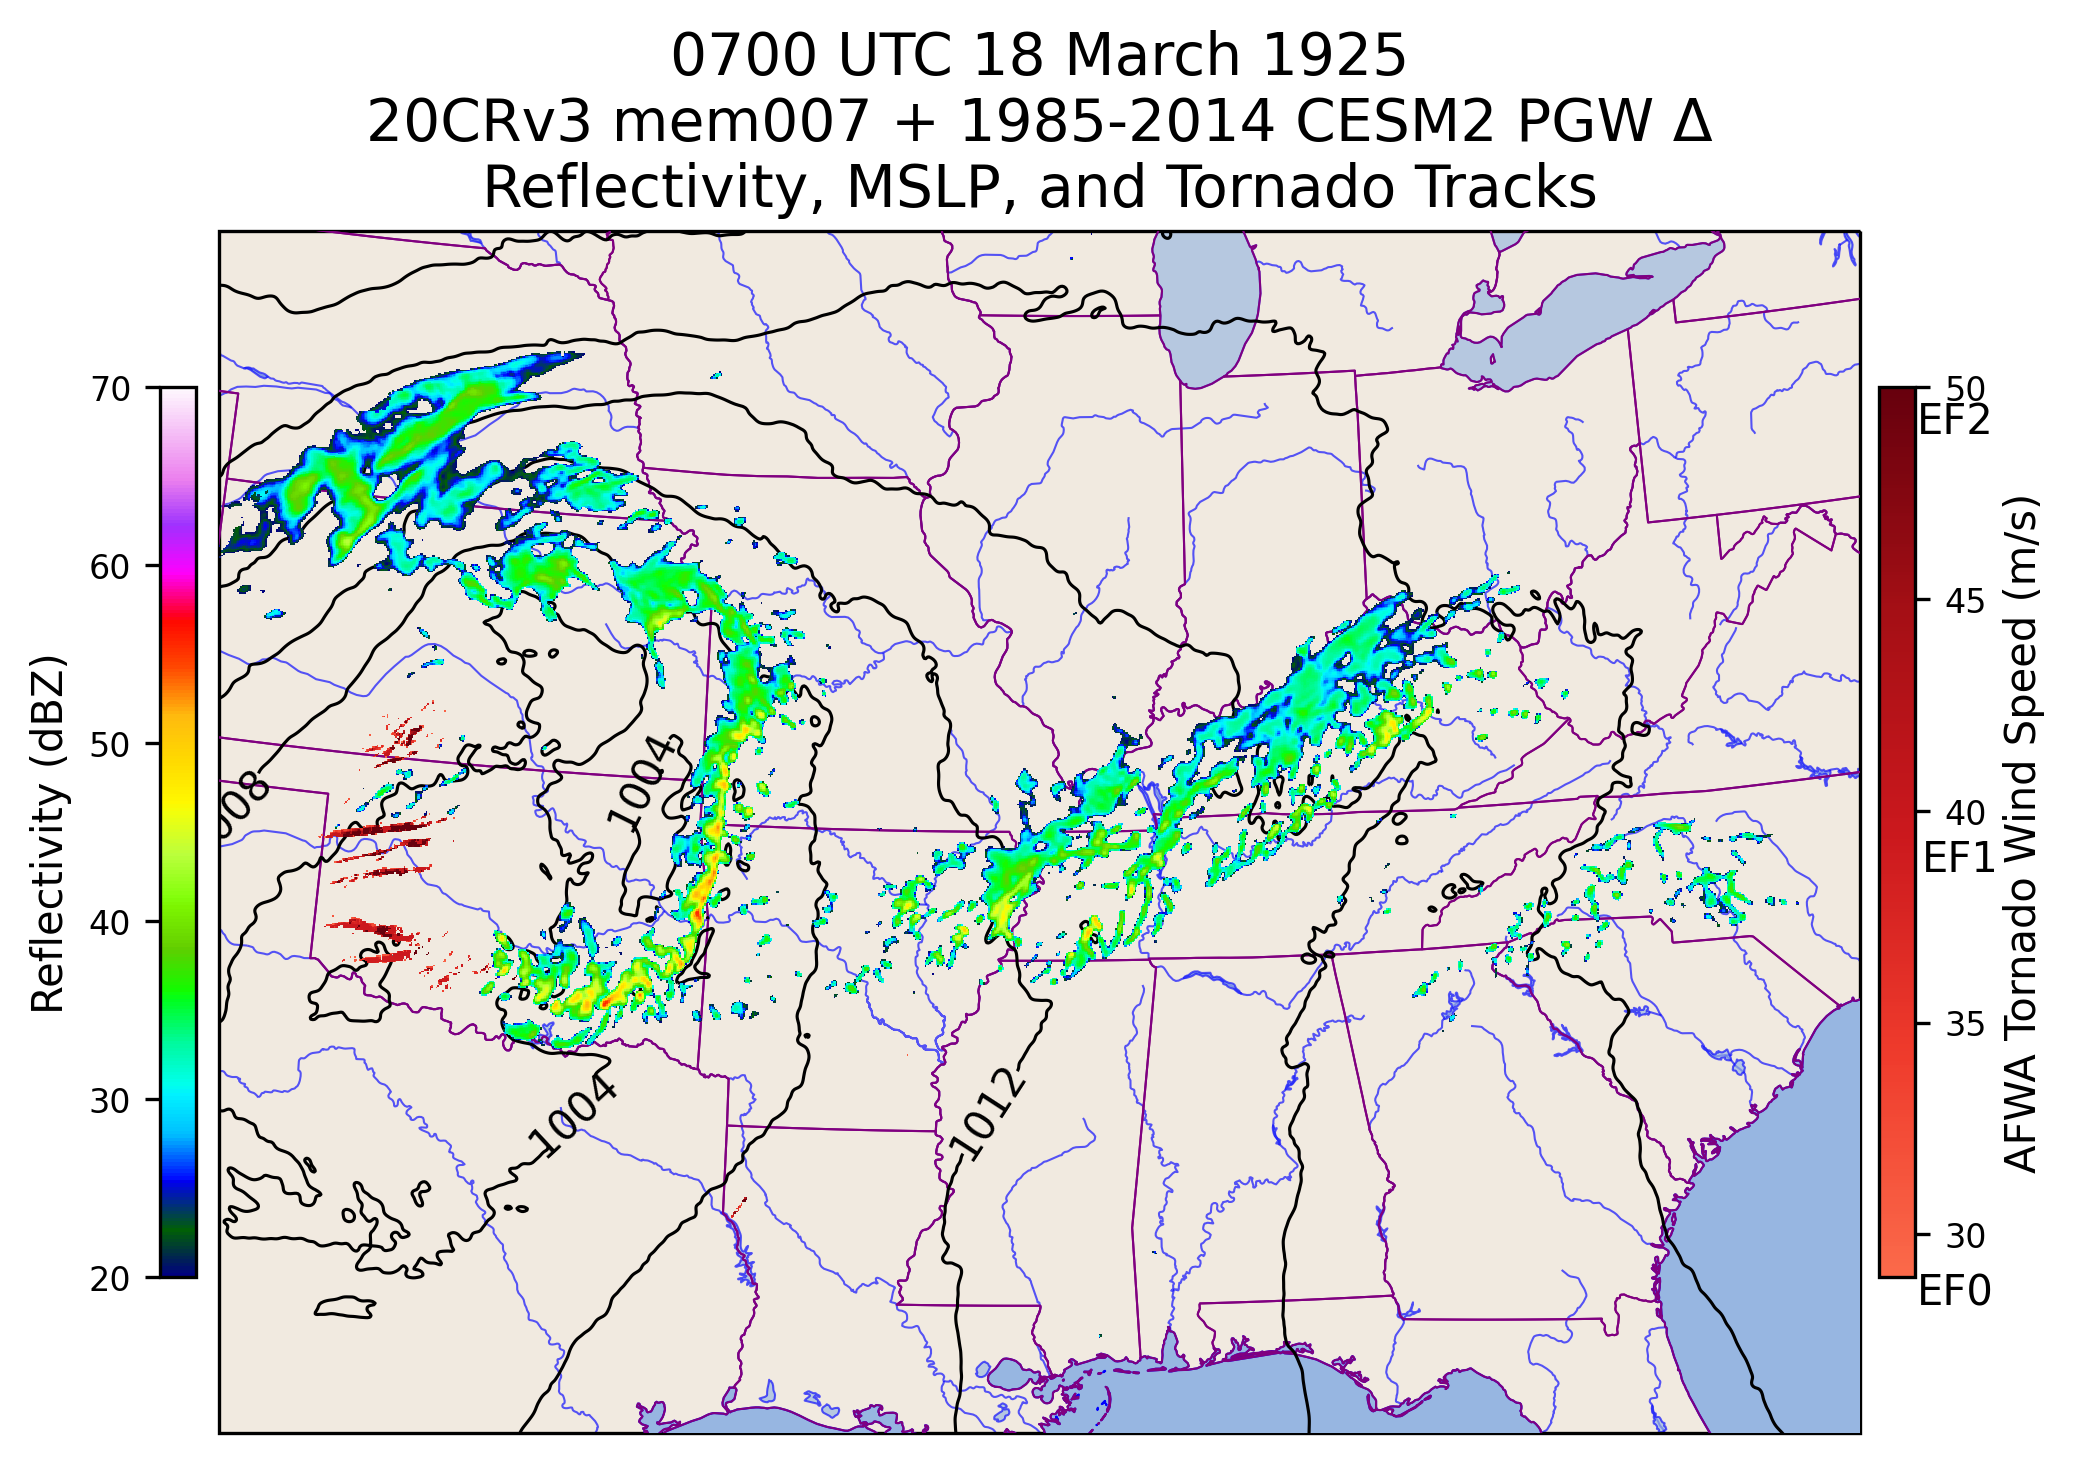 0700 UTC 18 March 1925
20CRv3 mem007 + 1985-2014 CESM2 PGW Δ
Reflectivity, MSLP, and Tornado Tracks
70
60
50
40
30
20
Reflectivity (dBZ)
008
1004
1004
1012
50
EF2
45
40
EF1
35
30
EF0
AFWA Tornado Wind Speed (m/s)